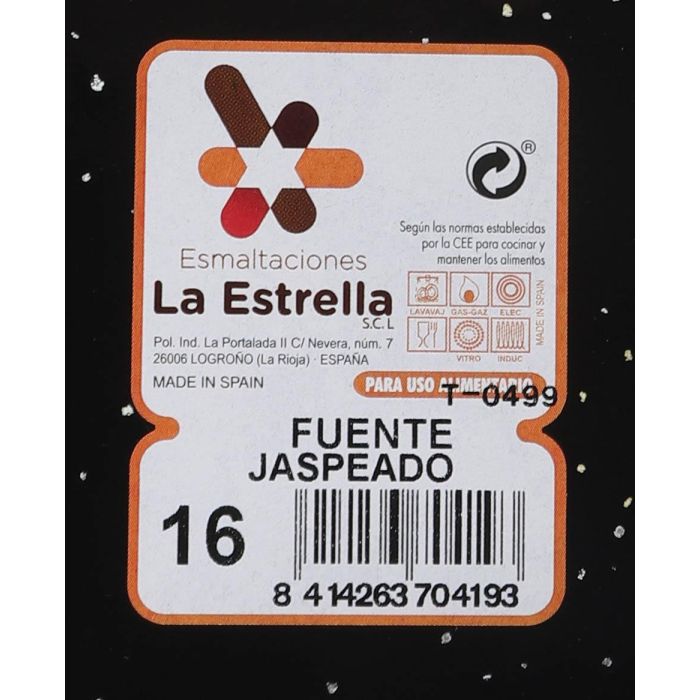 ®
Según las normas establecidas
por la CEE para cocinar y
mantener los alimentos
Esmaltaciones
La Estrella
S.C.L
Pol. Ind. La Portalada II C/ Nevera, núm. 7
26006 LOGROÑO (La Rioja) · ESPAÑA
MADE IN SPAIN
LAVAVAJ GAS-GAZ ELEC
VITRO INDUC
MADE IN SPAIN
PARA USO ALIMENTARIO
T-0499
FUENTE
JASPEADO
16
8 414263 704193